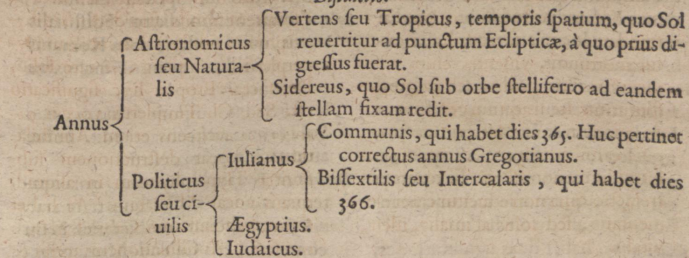 Vertens ſeu Tropicus, temporis ſpatium, quo Sol
reuertitur ad punctum Eclipticæ, à quo prius di-
gteſſus fuerat.
Aſtronomicus
ſeu Natura-
lis
Sidereus, quo Sol ſub orbe ſtelliferro ad eandem
ſtellam fixam redit.
Annus
Communis, qui habet dies 365. Huc pertinet
correctus annus Gregorianus.
Iulianus
Biſſextilis ſeu Intercalaris, qui habet dies
366.
Politicus
ſeu ci-
uilis
Ægyptius.
Iudaicus.